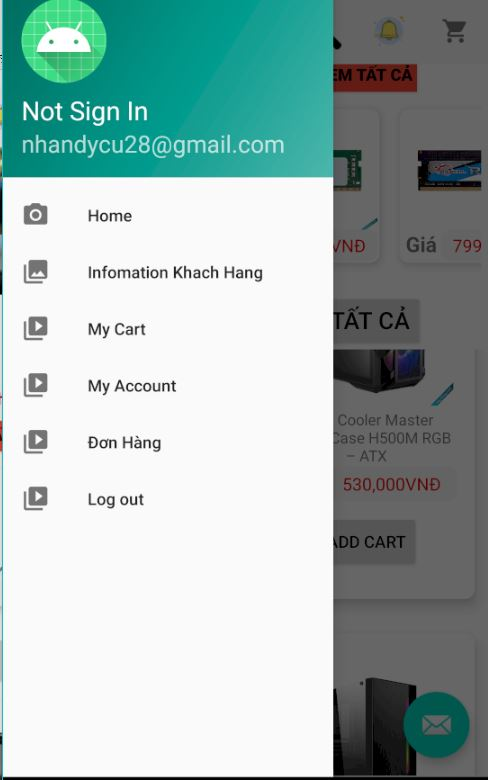 Not Sign In
nhandycu28@gmail.com
Home
Infomation Khach Hang
My Cart
My Account
Đơn Hàng
Log out
TẤT CẢ
VNĐ
Giá 799
TẤT CẢ
Cooler Master
Case H500M RGB
– ATX
530,000VNĐ
ADD CART